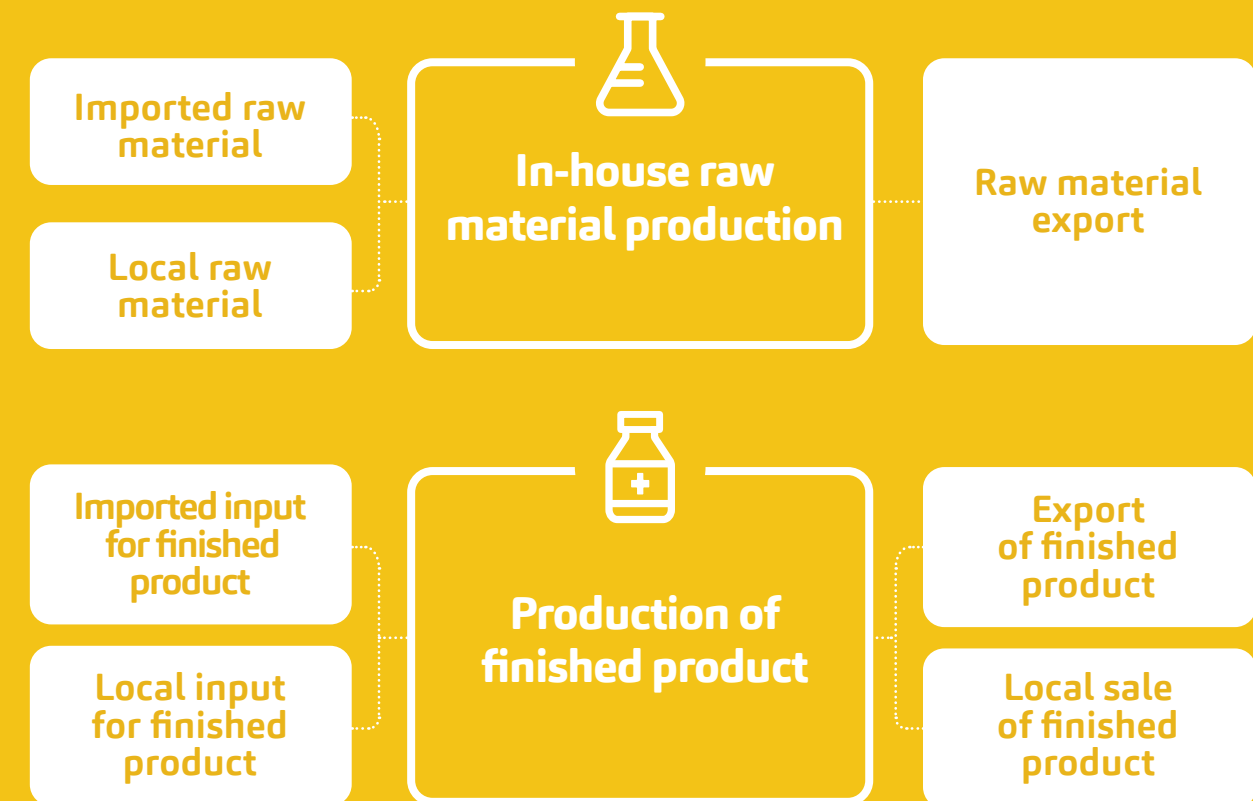 Imported raw
material
Local raw
material
In-house raw
material production
Raw material
export
Imported input
for finished
product
Local input
for finished
product
Production of
finished product
Export
of finished
product
Local sale
of finished
product